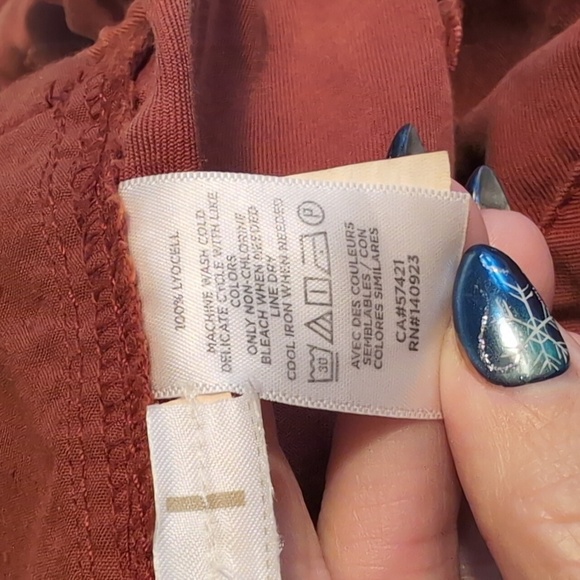 100% LYOCELL
MACHINE WASH COLD
DELICATE CYCLE WITH LIKE
COLORS
ONLY NON-CHLORINE
BLEACH WHEN NEEDED
LINE DRY
COOL IRON WHEN NEEDED
30
P
AVEC DES COULEURS
SEMBLABLES / CON
COLORES SIMILARES
CA#57421
RN#140923